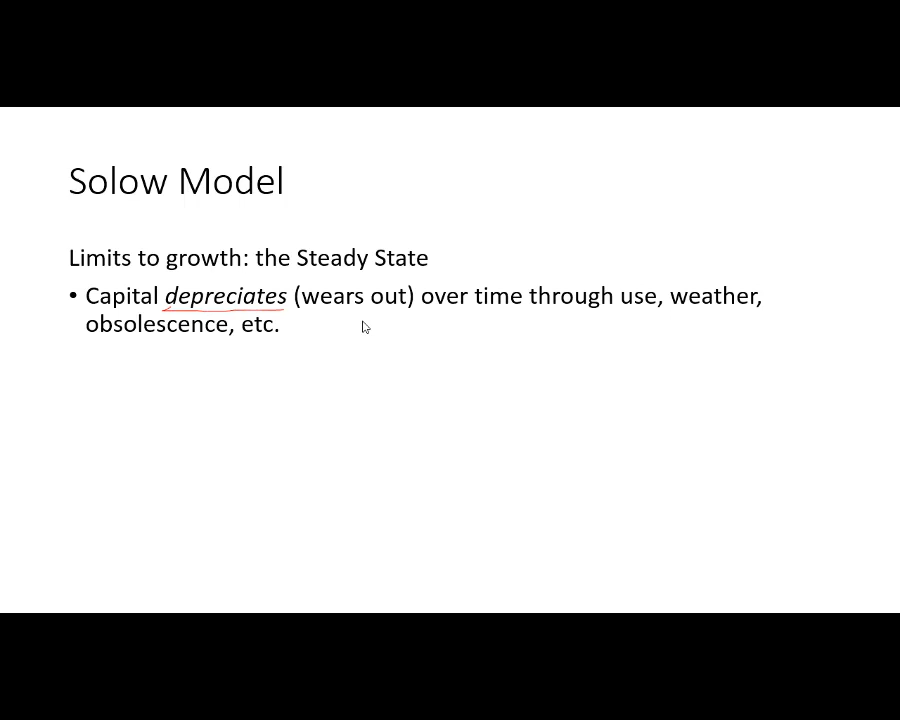 Solow Model
Limits to growth: the Steady State
• Capital depreciates (wears out) over time through use, weather,
obsolescence, etc.